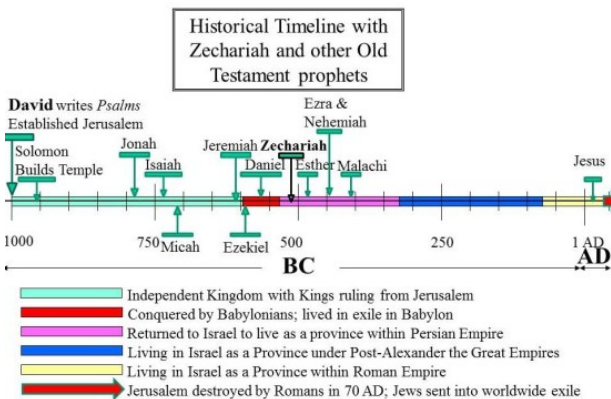 Historical Timeline with
Zechariah and other Old
Testament prophets
David writes Psalms
Established Jerusalem
Solomon
Builds Temple
Jonah
Isaiah
Jeremiah
Zechariah
Daniel
Esther
Ezra &
Nehemiah
Malachi
Jesus
Micah
Ezekiel
1000
750
500
250
1 AD
BC
AD
Independent Kingdom with Kings ruling from Jerusalem
Conquered by Babylonians; lived in exile in Babylon
Returned to Israel to live as a province within Persian Empire
Living in Israel as a Province under Post-Alexander the Great Empires
Living in Israel as Province within Roman Empire
Jerusalem destroyed by Romans in 70 AD; Jews sent into worldwide exile